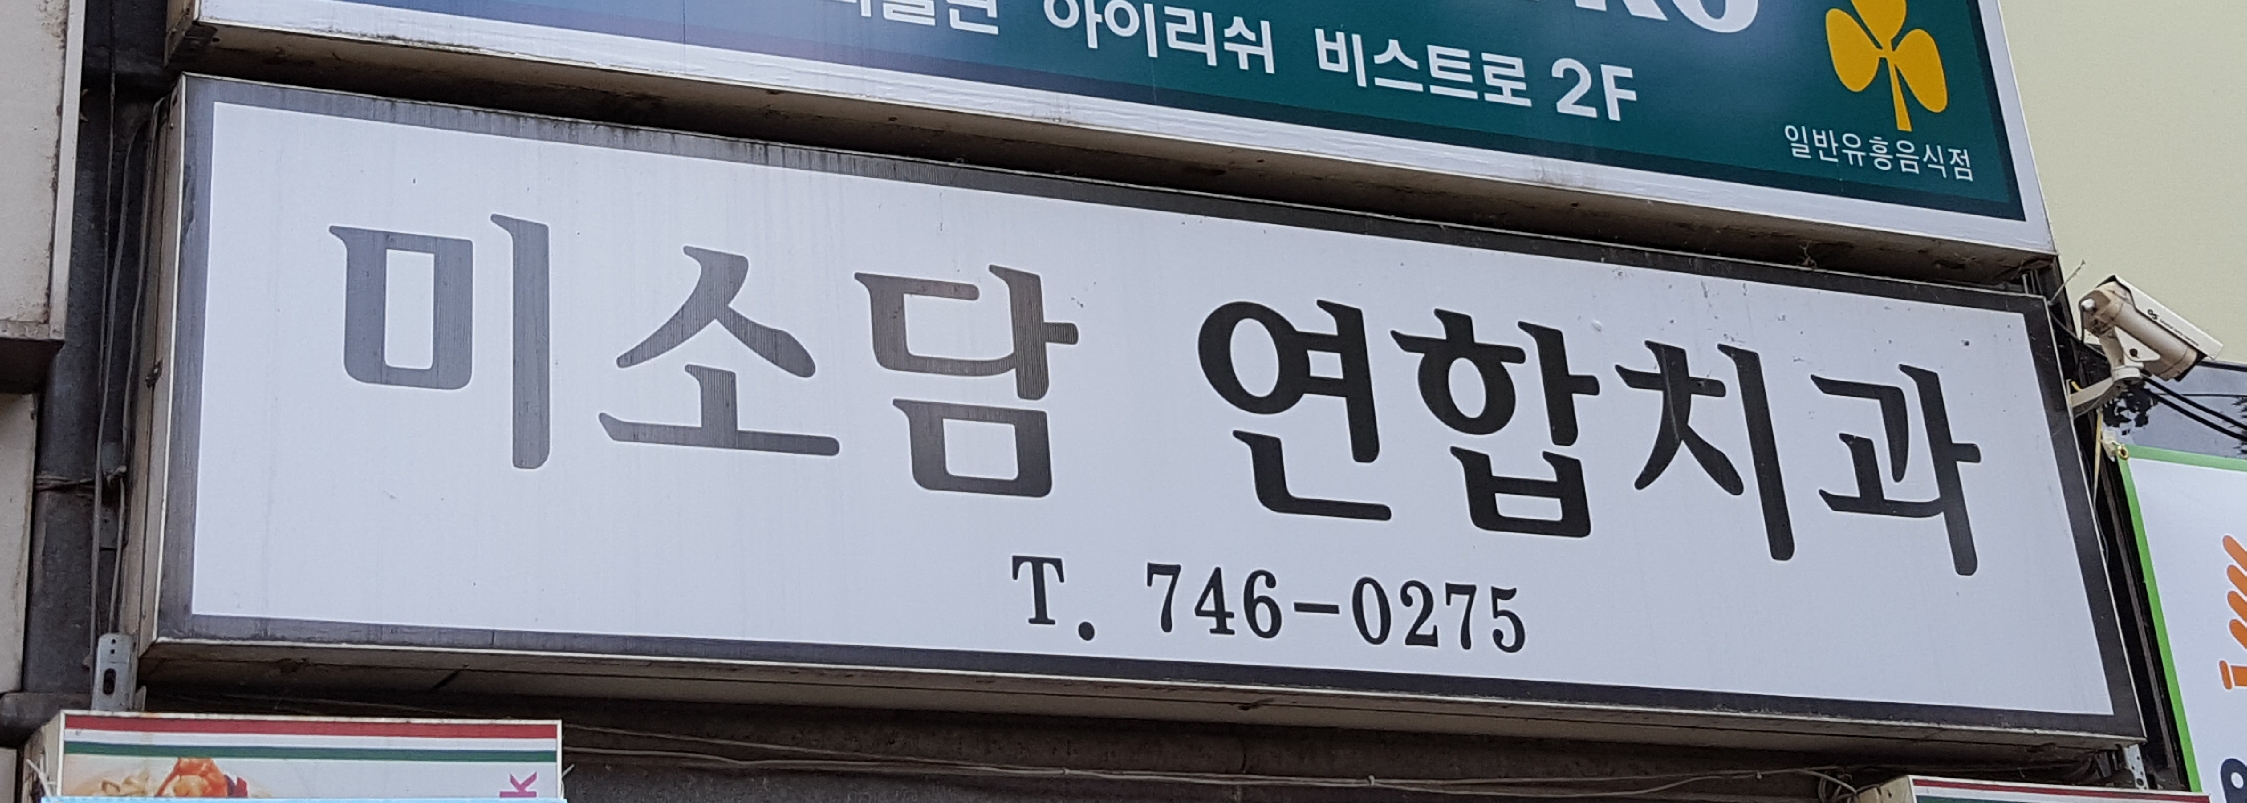 아이리쉬 비스트로 2F
일반유흥음식점
미소담 연합치과
T. 746-0275